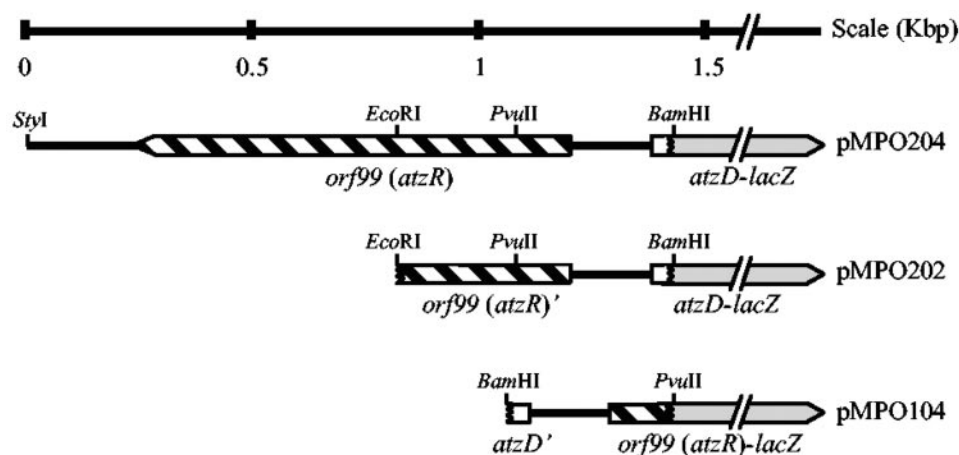 Scale (Kbp)
0 0.5 1 1.5
StyI EcoRI PvuII BamHI
pMPO204
orf99 (atzR) atzD-lacZ
EcoRI PvuII BamHI
pMPO202
orf99 (atzR)’ atzD-lacZ
BamHI PvuII
pMPO104
atzD’ orf99 (atzR)-lacZ